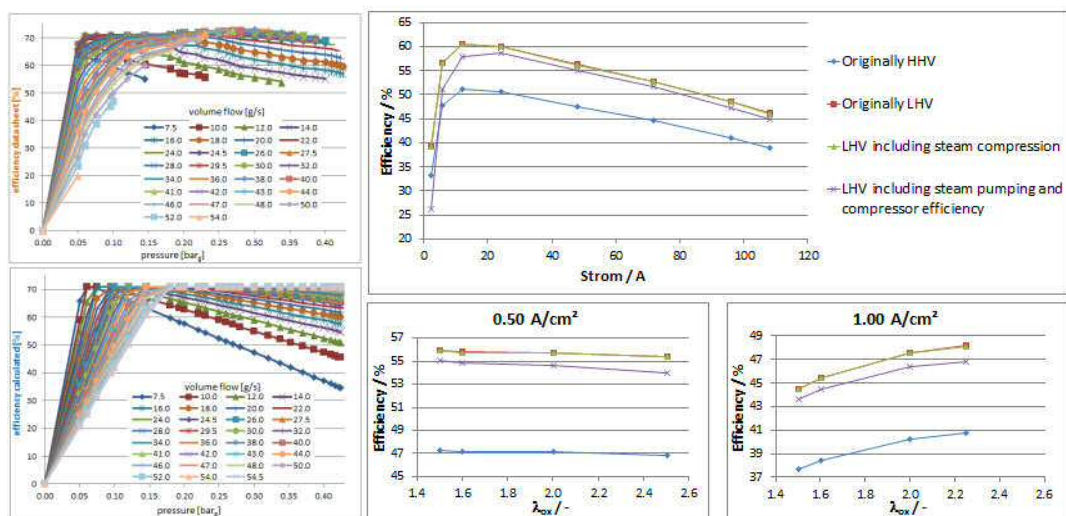 efficiency data sheet [%]
70
60
50
40
30
20
10
0
volume flow [g/s]
7.5 10.0 12.0 14.0
16.0 18.0 20.0 22.0
24.0 24.5 26.0 27.5
28.0 29.5 30.0 32.0
34.0 36.0 38.0 40.0
41.0 42.0 43.0 44.0
46.0 47.0 48.0 50.0
52.0 54.0
0.00 0.05 0.10 0.15 0.20 0.25 0.30 0.35 0.40
pressure [barg]
efficiency calculated [%]
70
60
50
40
30
20
10
0
volume flow [g/s]
7.5 10.0 12.0 14.0
16.0 18.0 20.0 22.0
24.0 24.5 26.0 27.5
28.0 29.5 30.0 32.0
34.0 36.0 38.0 40.0
41.0 42.0 43.0 44.0
46.0 47.0 48.0 50.0
52.0 54.0 54.5
0.00 0.05 0.10 0.15 0.20 0.25 0.30 0.35 0.40
pressure [barg]
Efficiency / %
65
60
55
50
45
40
35
30
25
20
0 20 40 60 80 100 120
Strom / A
Originally HHV
Originally LHV
LHV including steam compression
LHV including steam pumping and
compressor efficiency
0.50 A/cm²
Efficiency / %
57
55
53
51
49
47
45
1.4 1.6 1.8 2.0 2.2 2.4 2.6
λox / -
1.00 A/cm²
Efficiency / %
49
47
45
43
41
39
37
1.4 1.6 1.8 2.0 2.2 2.4 2.6
λox / -